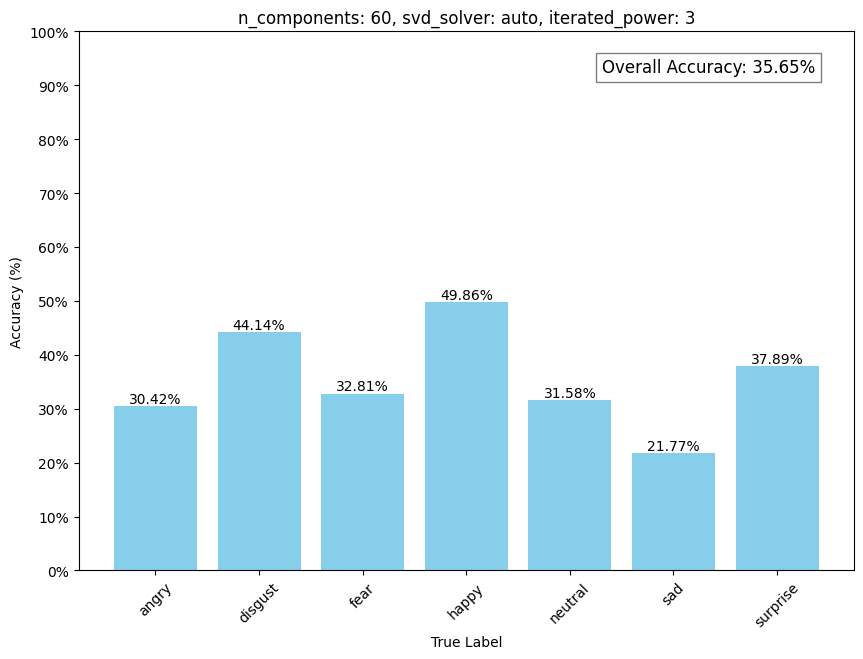 n_components: 60, svd_solver: auto, iterated_power: 3
Overall Accuracy: 35.65%
100%
90%
80%
70%
60%
50%
40%
30%
20%
10%
0%
Accuracy (%)
30.42%
44.14%
32.81%
49.86%
31.58%
21.77%
37.89%
angry
disgust
fear
happy
neutral
sad
surprise
True Label